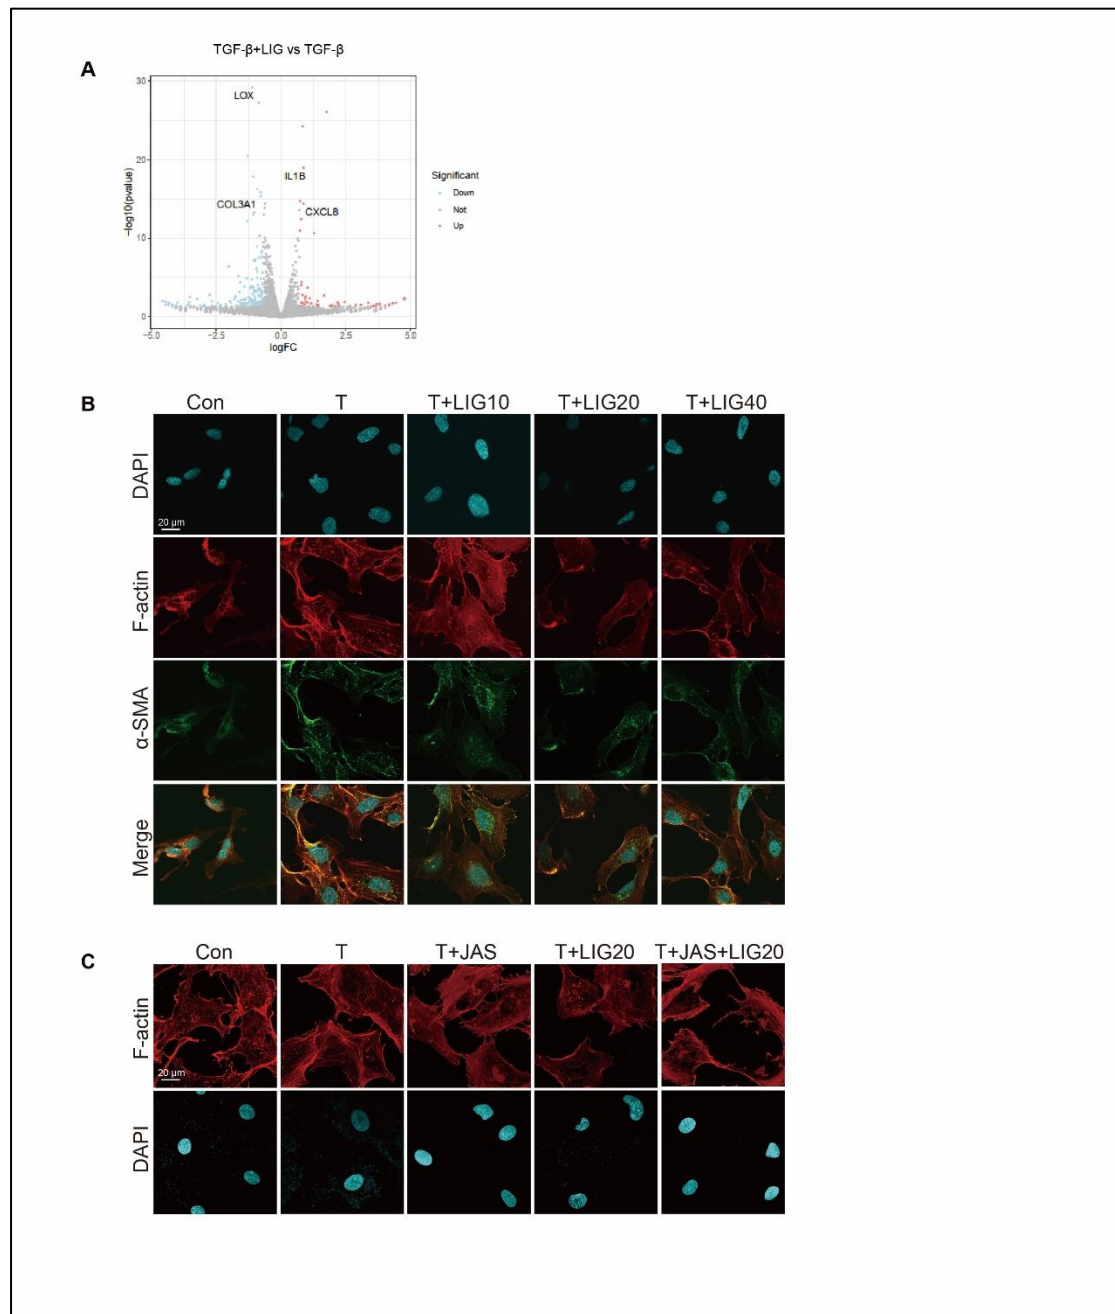 A
TGF-β+LIG vs TGF-β
30
20
10
0
-log10(pvalue)
LOX
IL1B
COL3A1
CXCL8
−5.0
−2.5
0.0
2.5
5.0
logFC
Significant
Down
Not
Up
B
Con
T
T+LIG10
T+LIG20
T+LIG40
DAPI
20 µm
F-actin
α-SMA
Merge
C
Con
T
T+JAS
T+LIG20
T+JAS+LIG20
F-actin
20 µm
DAPI